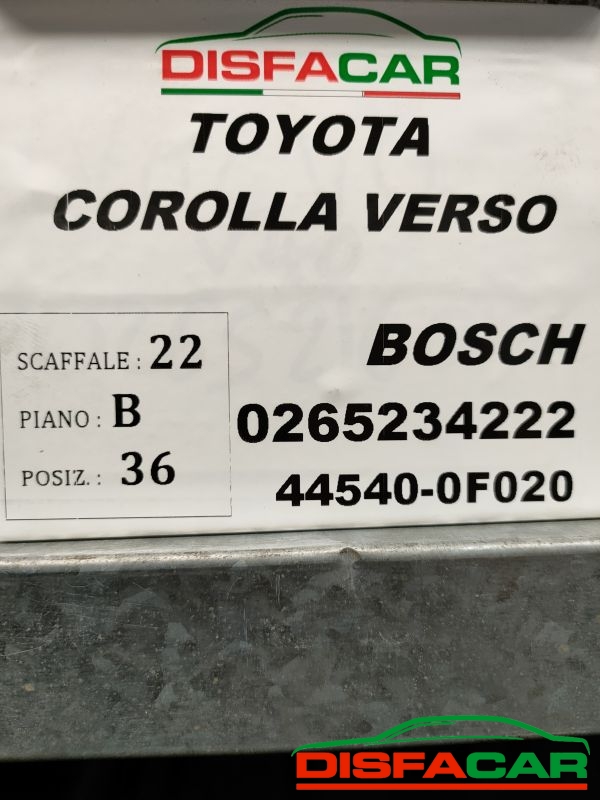 DISFACAR
TOYOTA
COROLLA VERSO
SCAFFALE : 22
PIANO : B
POSIZ. : 36
BOSCH
0265234222
44540-0F020
DISFACAR